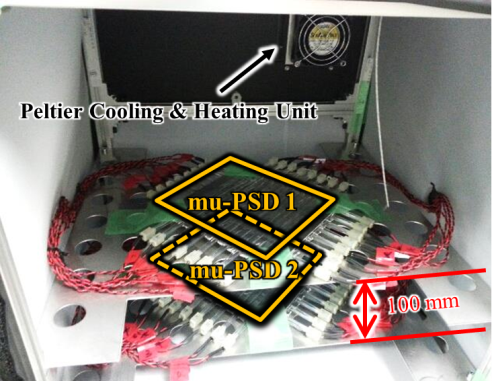 Peltier Cooling & Heating Unit
mu-PSD 1
mu-PSD 2
100 mm